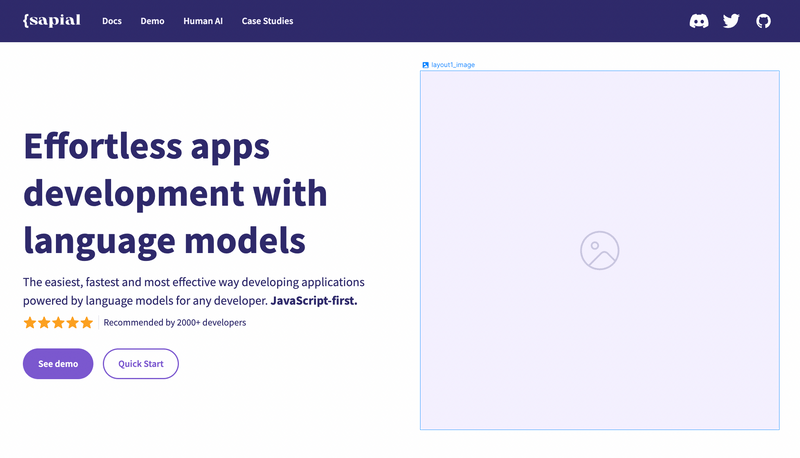 {sapial
Docs
Demo
Human AI
Case Studies
layout1_image
Effortless apps
development with
language models
The easiest, fastest and most effective way developing applications
powered by language models for any developer. JavaScript-first.
Recommended by 2000+ developers
See demo
Quick Start